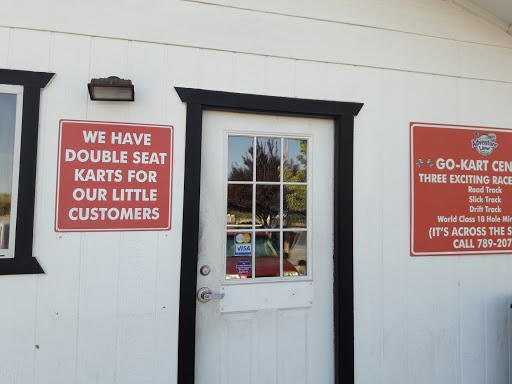 WE HAVE
DOUBLE SEAT
KARTS FOR
OUR LITTLE
CUSTOMERS
VISA
Adventure
GO-KART CEN
THREE EXCITING RACE
Road Track
Slick Track
Drift Track
World Class 18 Hole Min
(IT'S ACROSS THE S
CALL 789-207